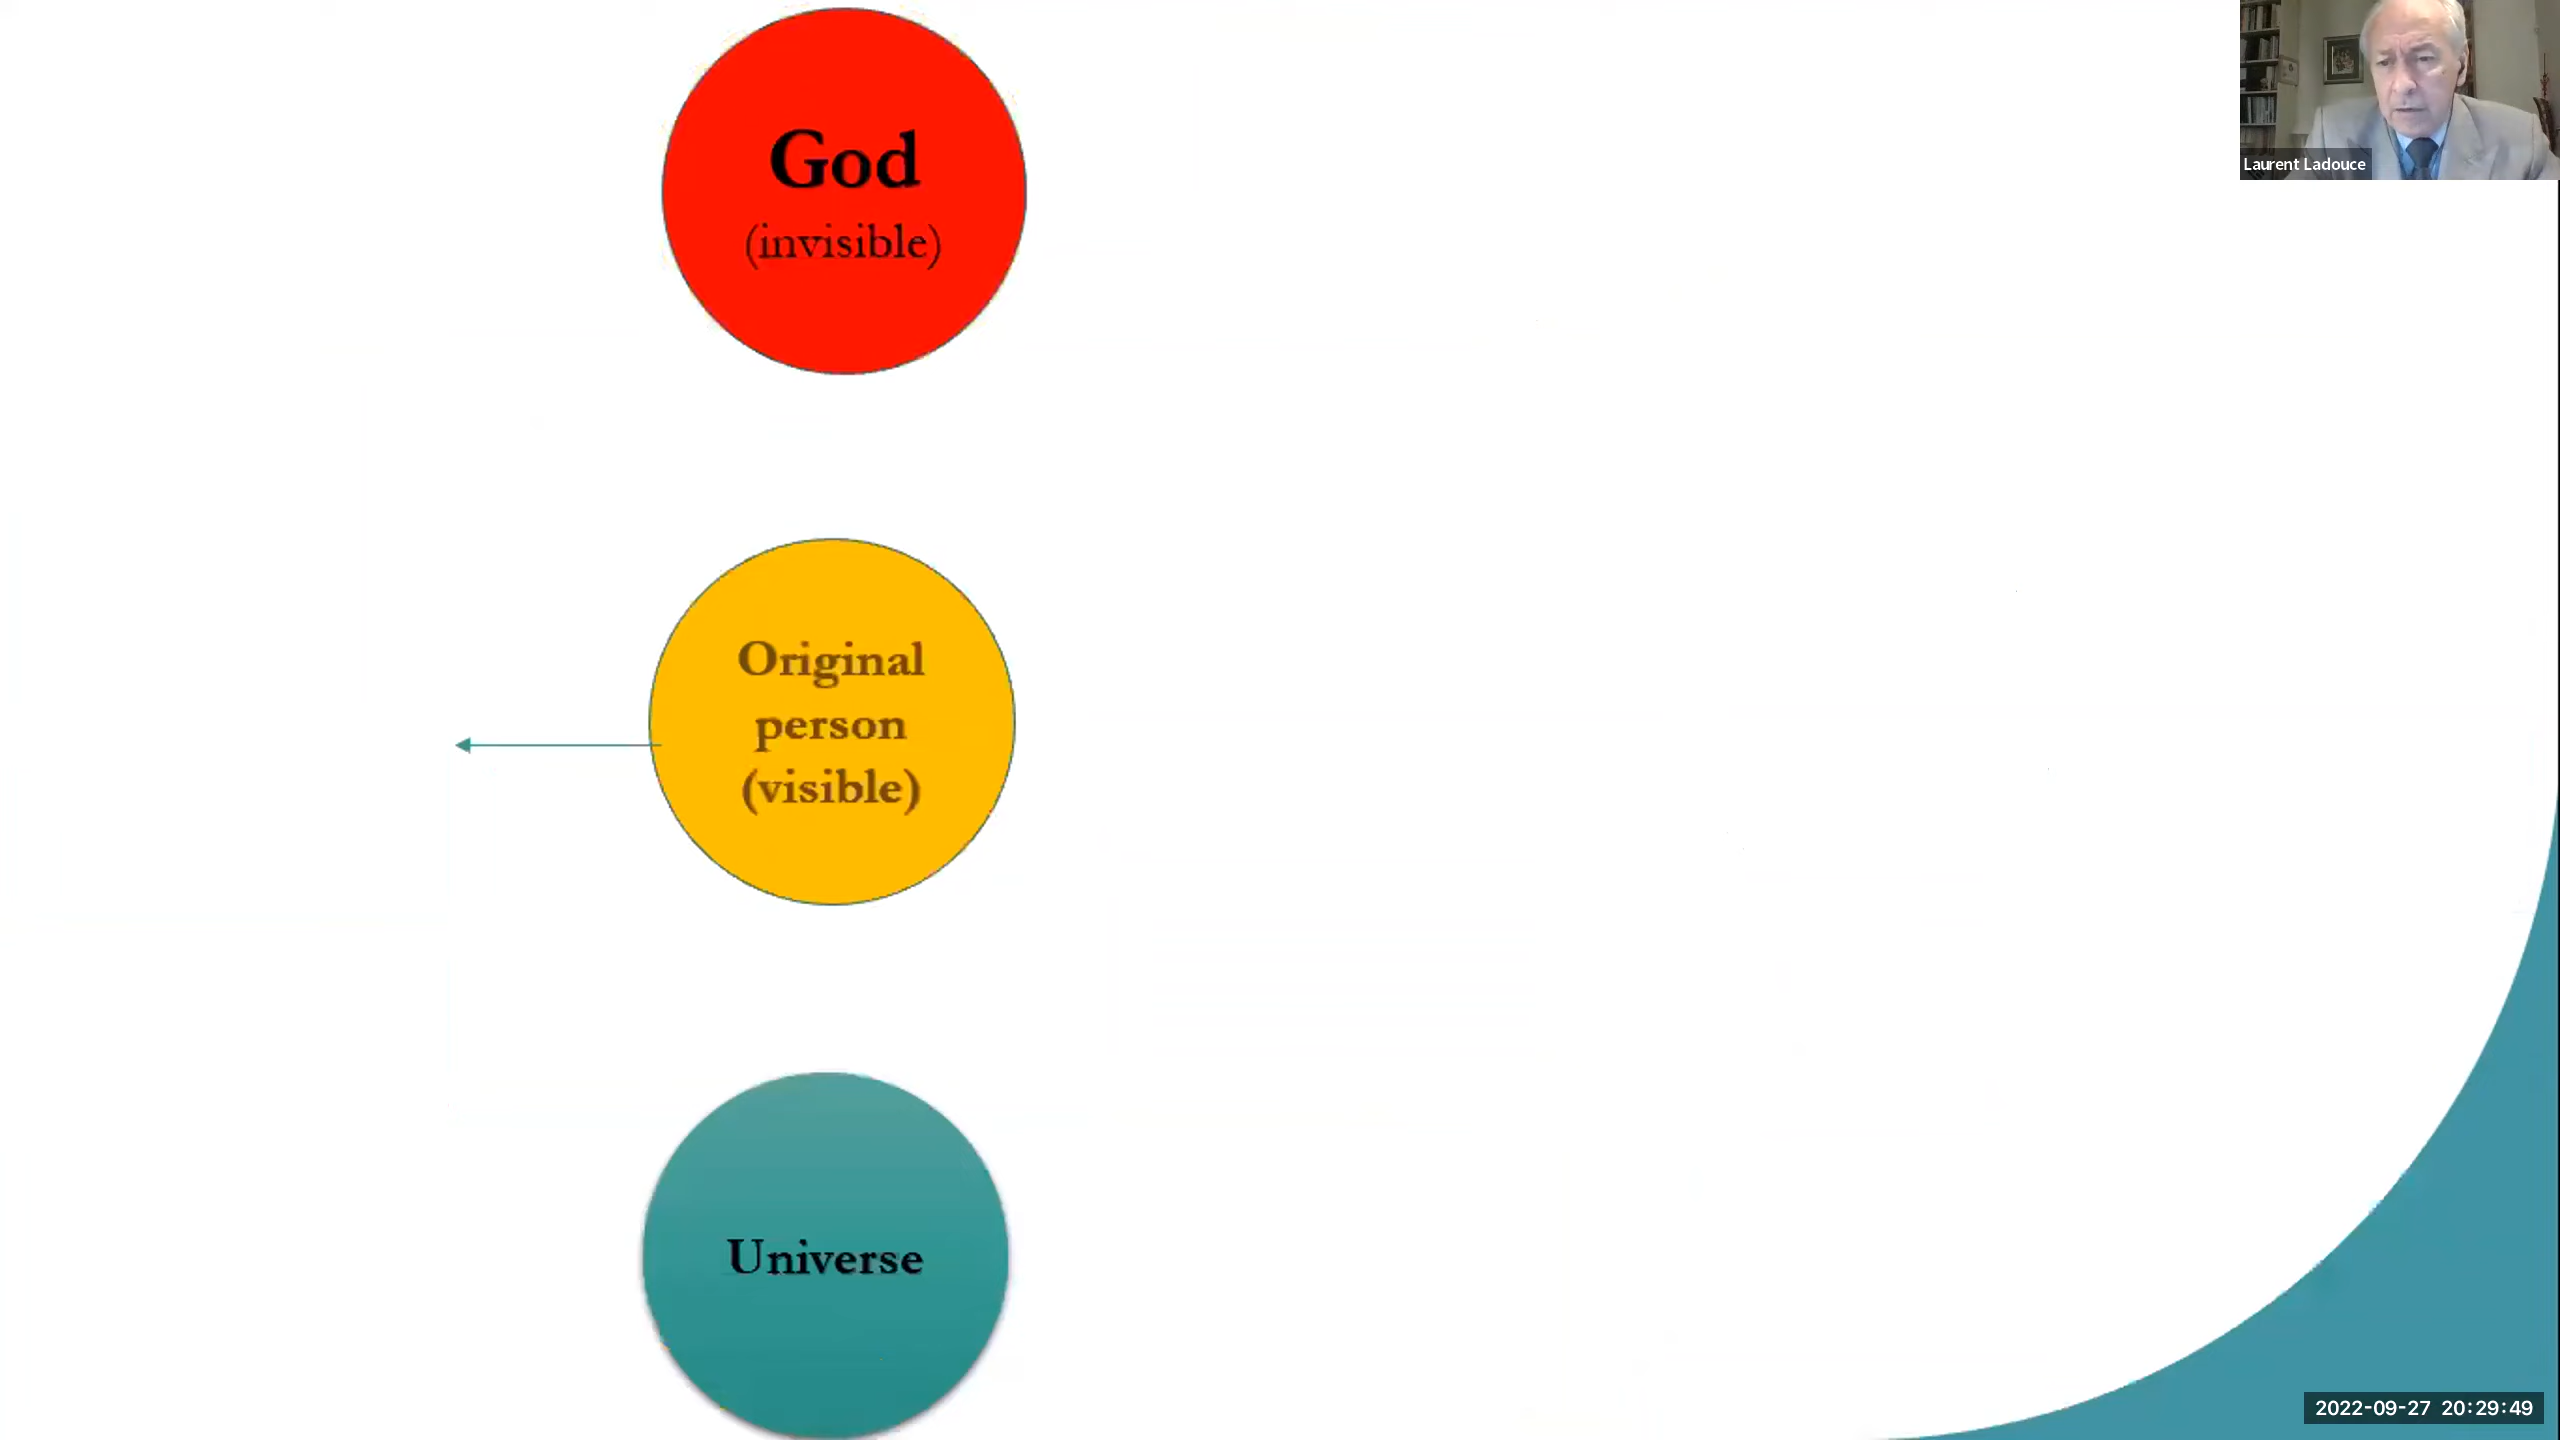 God
(invisible)
Laurent Ladouce
Original
person
(visible)
Universe
2022-09-27 20:29:49